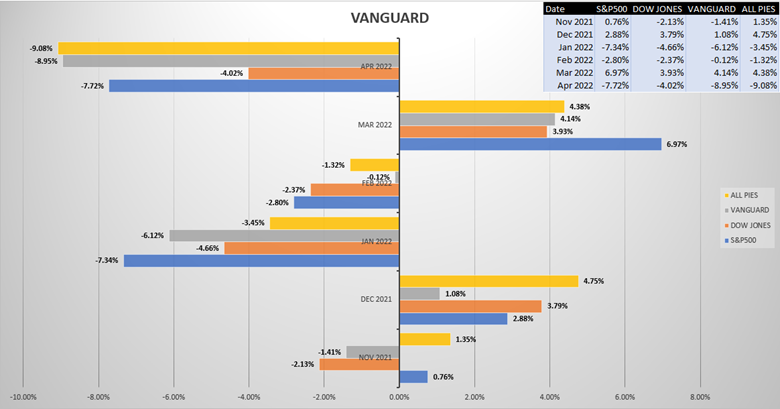 VANGUARD
Date S&P500 DOW JONES VANGUARD ALL PIES
Nov 2021 0.76% -2.13% -1.41% 1.35%
Dec 2021 2.88% 3.79% 1.08% 4.75%
Jan 2022 -7.34% -4.66% -6.12% -3.45%
Feb 2022 -2.80% -2.37% -0.12% -1.32%
Mar 2022 6.97% 3.93% 4.14% 4.38%
Apr 2022 -7.72% -4.02% -8.95% -9.08%
-9.08%
-8.95%
APR 2022
-4.02%
-7.72%
4.38%
4.14%
MAR 2022
3.93%
6.97%
-1.32%
-0.12%
FEB 2022
-2.37%
-2.80%
-3.45%
-6.12%
JAN 2022
-4.66%
-7.34%
4.75%
1.08%
DEC 2021
3.79%
2.88%
1.35%
-1.41%
NOV 2021
-2.13%
0.76%
ALL PIES
VANGUARD
DOW JONES
S&P500
-10.00% -8.00% -6.00% -4.00% -2.00% 0.00% 2.00% 4.00% 6.00% 8.00%